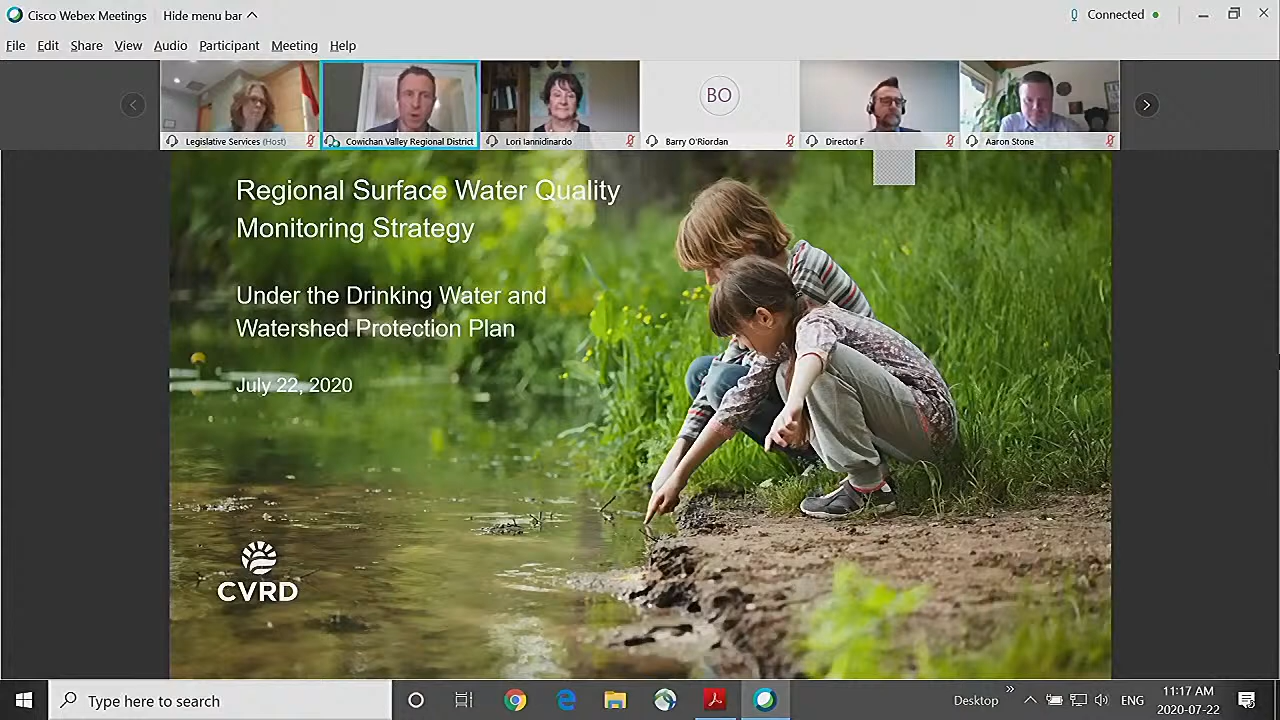 Cisco Webex Meetings
Hide menu bar
Connected
File Edit Share View Audio Participant Meeting Help
BO
Legislative Services (Host)
Cowichan Valley Regional District
Lori Iannidinardo
Barry O'Riordan
Director F
Aaron Stone
Regional Surface Water Quality
Monitoring Strategy
Under the Drinking Water and
Watershed Protection Plan
July 22, 2020
CVRD
Type here to search
Desktop
ENG
11:17 AM
2020-07-22